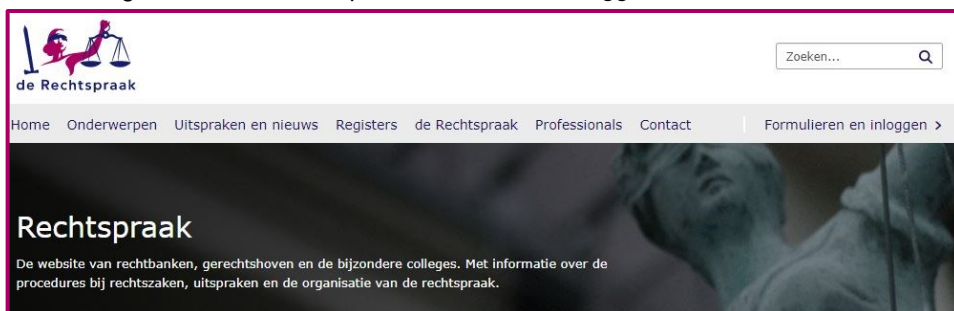 de Rechtspraak
Zoeken...
Home Onderwerpen Uitspraken en nieuws Registers de Rechtspraak Professionals Contact Formulieren en inloggen >
Rechtspraak
De website van rechtbanken, gerechtshoven en de bijzondere colleges. Met informatie over de
procedures bij rechtszaken, uitspraken en de organisatie van de rechtspraak.